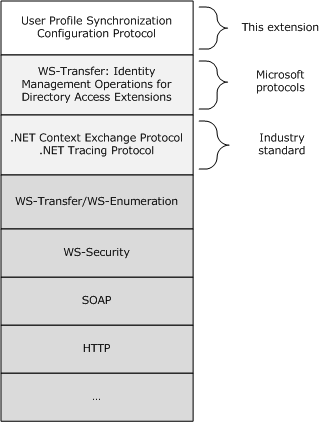 User Profile Synchronization
Configuration Protocol
This extension
WS-Transfer: Identity
Management Operations for
Directory Access Extensions
Microsoft
protocols
.NET Context Exchange Protocol
.NET Tracing Protocol
Industry
standard
WS-Transfer/WS-Enumeration
WS-Security
SOAP
HTTP
...